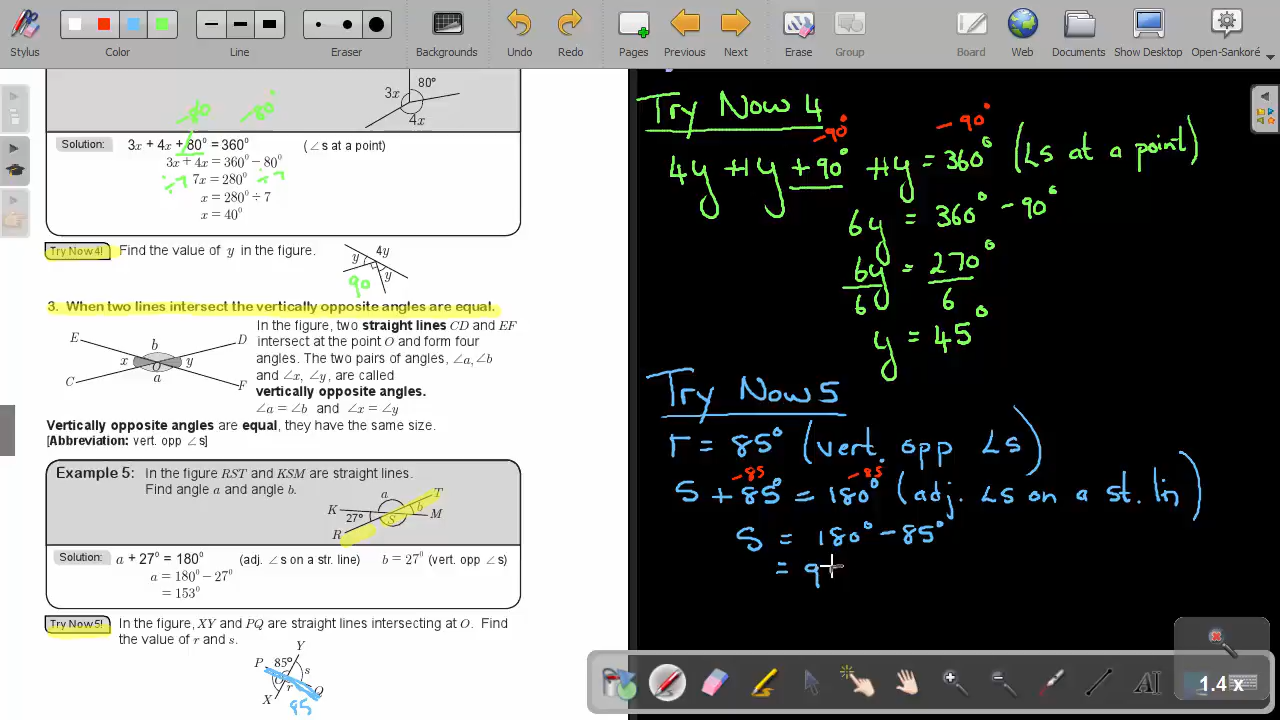 Stylus
Color
Line
Eraser
Backgrounds
Undo
Redo
Pages
Previous
Next
Erase
Group
Board
Web
Documents
Show Desktop
Open-Sankoré
80°
3x
4x
-80 -80°
Solution: 3x + 4x + 80° = 360° (∠s at a point)
3x + 4x = 360° − 80°
÷7 7x = 280° ÷7
x = 280° ÷ 7
x = 40°
Try Now 4! Find the value of y in the figure.
4y
y
y
90
3. When two lines intersect the vertically opposite angles are equal.
E b D
x O y
C a F
In the figure, two straight lines CD and EF
intersect at the point O and form four
angles. The two pairs of angles, ∠a, ∠b
and ∠x, ∠y, are called
vertically opposite angles.
∠a = ∠b and ∠x = ∠y
Vertically opposite angles are equal, they have the same size.
[Abbreviation: vert. opp ∠s]
Example 5: In the figure RST and KSM are straight lines.
Find angle a and angle b.
a T
K b
27° S M
R
Solution: a + 27° = 180° (adj. ∠s on a str. line) b = 27° (vert. opp ∠s)
a = 180° − 27°
= 153°
Try Now 5! In the figure, XY and PQ are straight lines intersecting at O. Find
the value of r and s.
Y
P 85° s
r Q
X 85
Try Now 4
-90° -90°
4y + y + 90° + y = 360° (∠s at a point)
6y = 360° - 90°
6y = 270°
6 6
y = 45°
Try Now 5
r = 85° (vert. opp ∠s)
-85 -85
S + 85° = 180° (adj. ∠s on a st. lin)
S = 180° - 85°
= 9
1.4 x